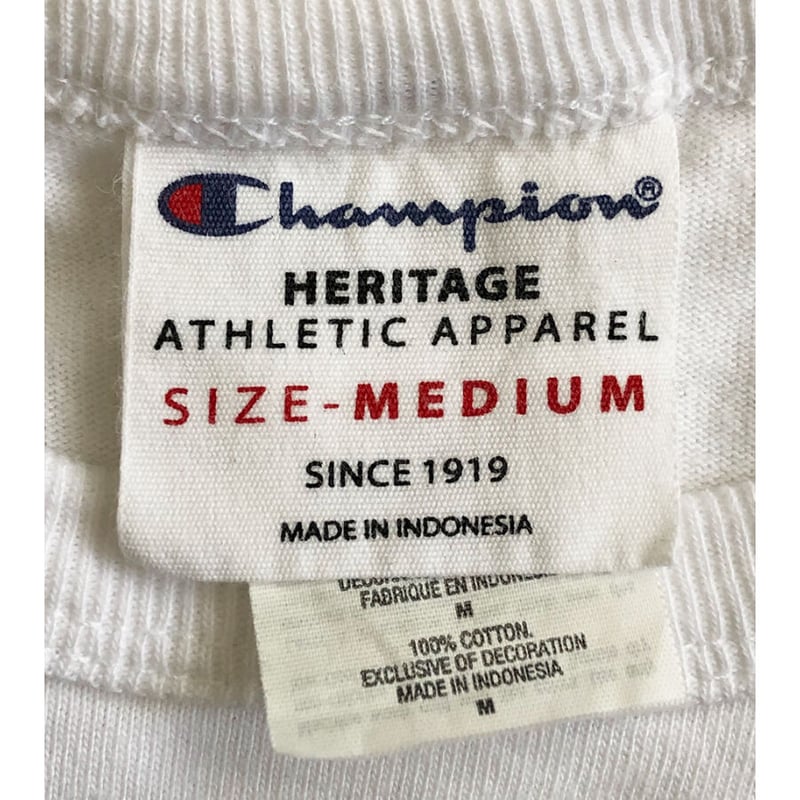 Champion®
HERITAGE
ATHLETIC APPAREL
SIZE-MEDIUM
SINCE 1919
MADE IN INDONESIA
FABRIQUE EN
M
100% COTTON.
EXCLUSIVE OF DECORATION
MADE IN INDONESIA
M